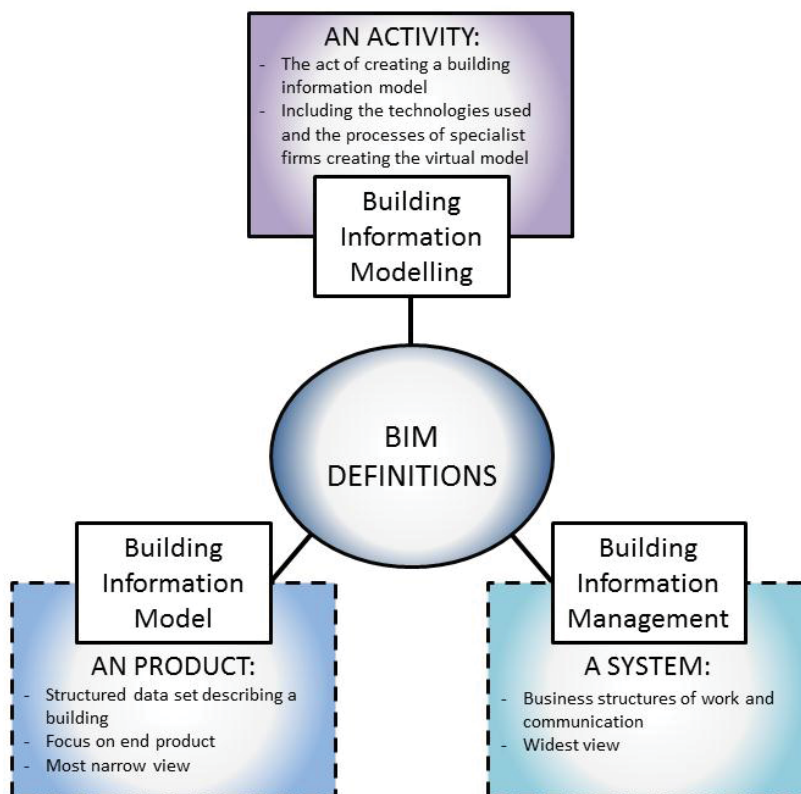 AN ACTIVITY:
- The act of creating a building
information model
- Including the technologies used
and the processes of specialist
firms creating the virtual model
Building
Information
Modelling
BIM
DEFINITIONS
Building
Information
Model
AN PRODUCT:
- Structured data set describing a
building
- Focus on end product
- Most narrow view
Building
Information
Management
A SYSTEM:
- Business structures of work and
communication
- Widest view